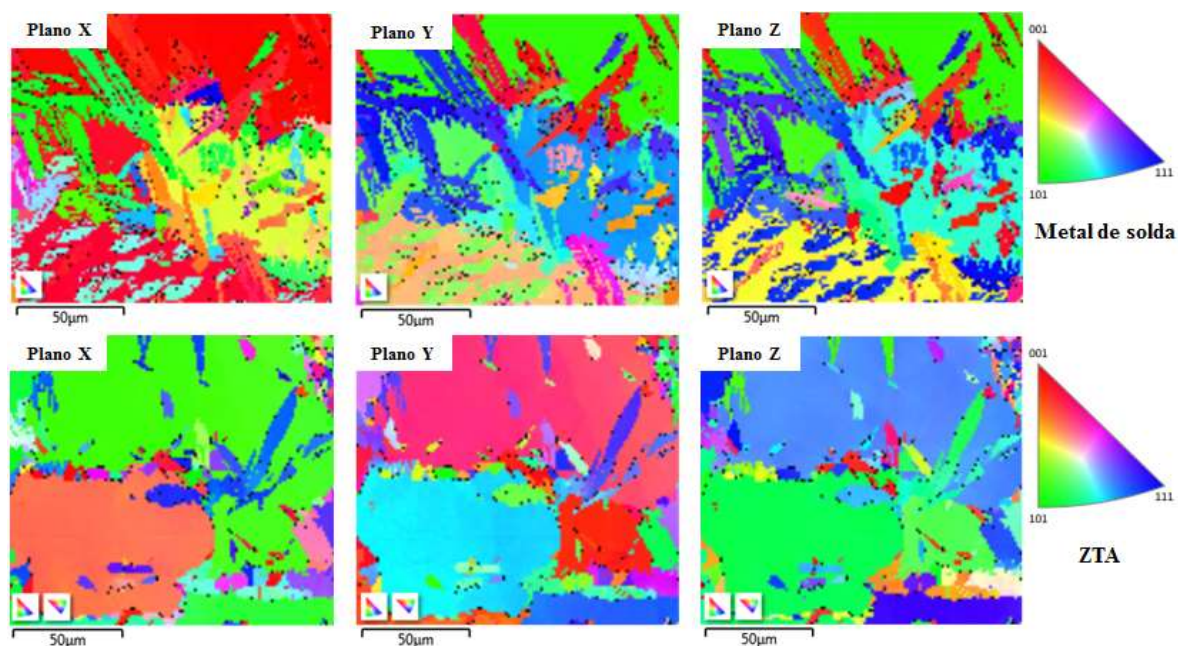 Plano X
Plano Y
Plano Z
001
101
111
Metal de solda
50µm
50µm
50µm
Plano X
Plano Y
Plano Z
001
101
111
ZTA
50µm
50µm
50µm